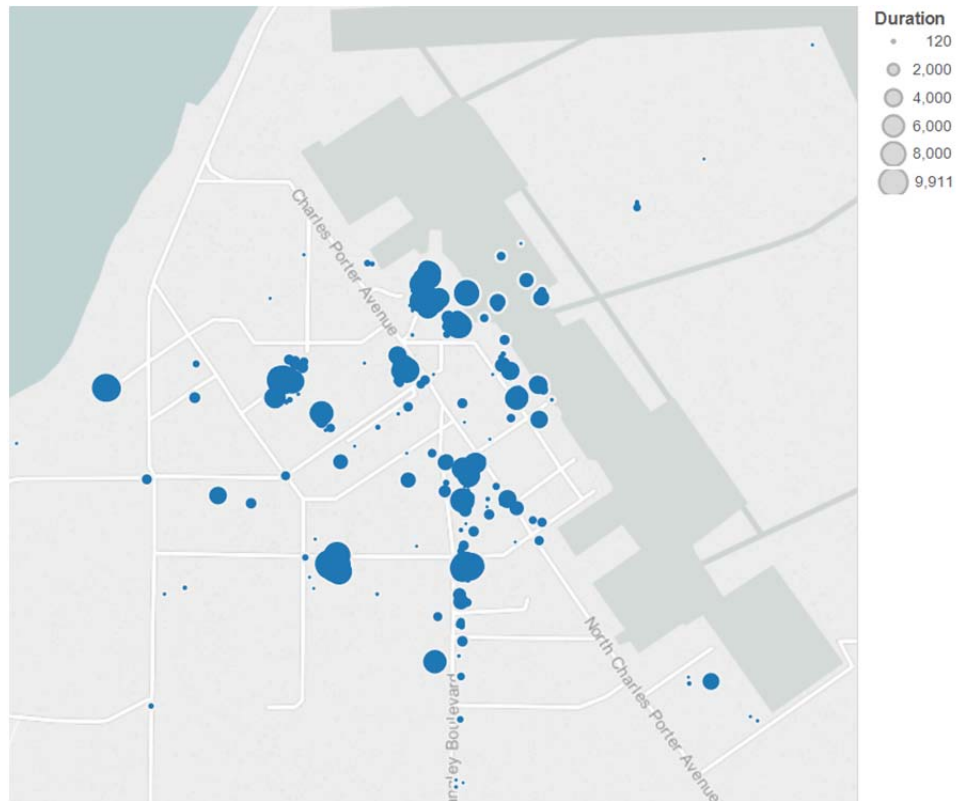 Duration
120
2,000
4,000
6,000
8,000
9,911
Charles Porter Avenue
North Charles Porter Avenue
Boulevard